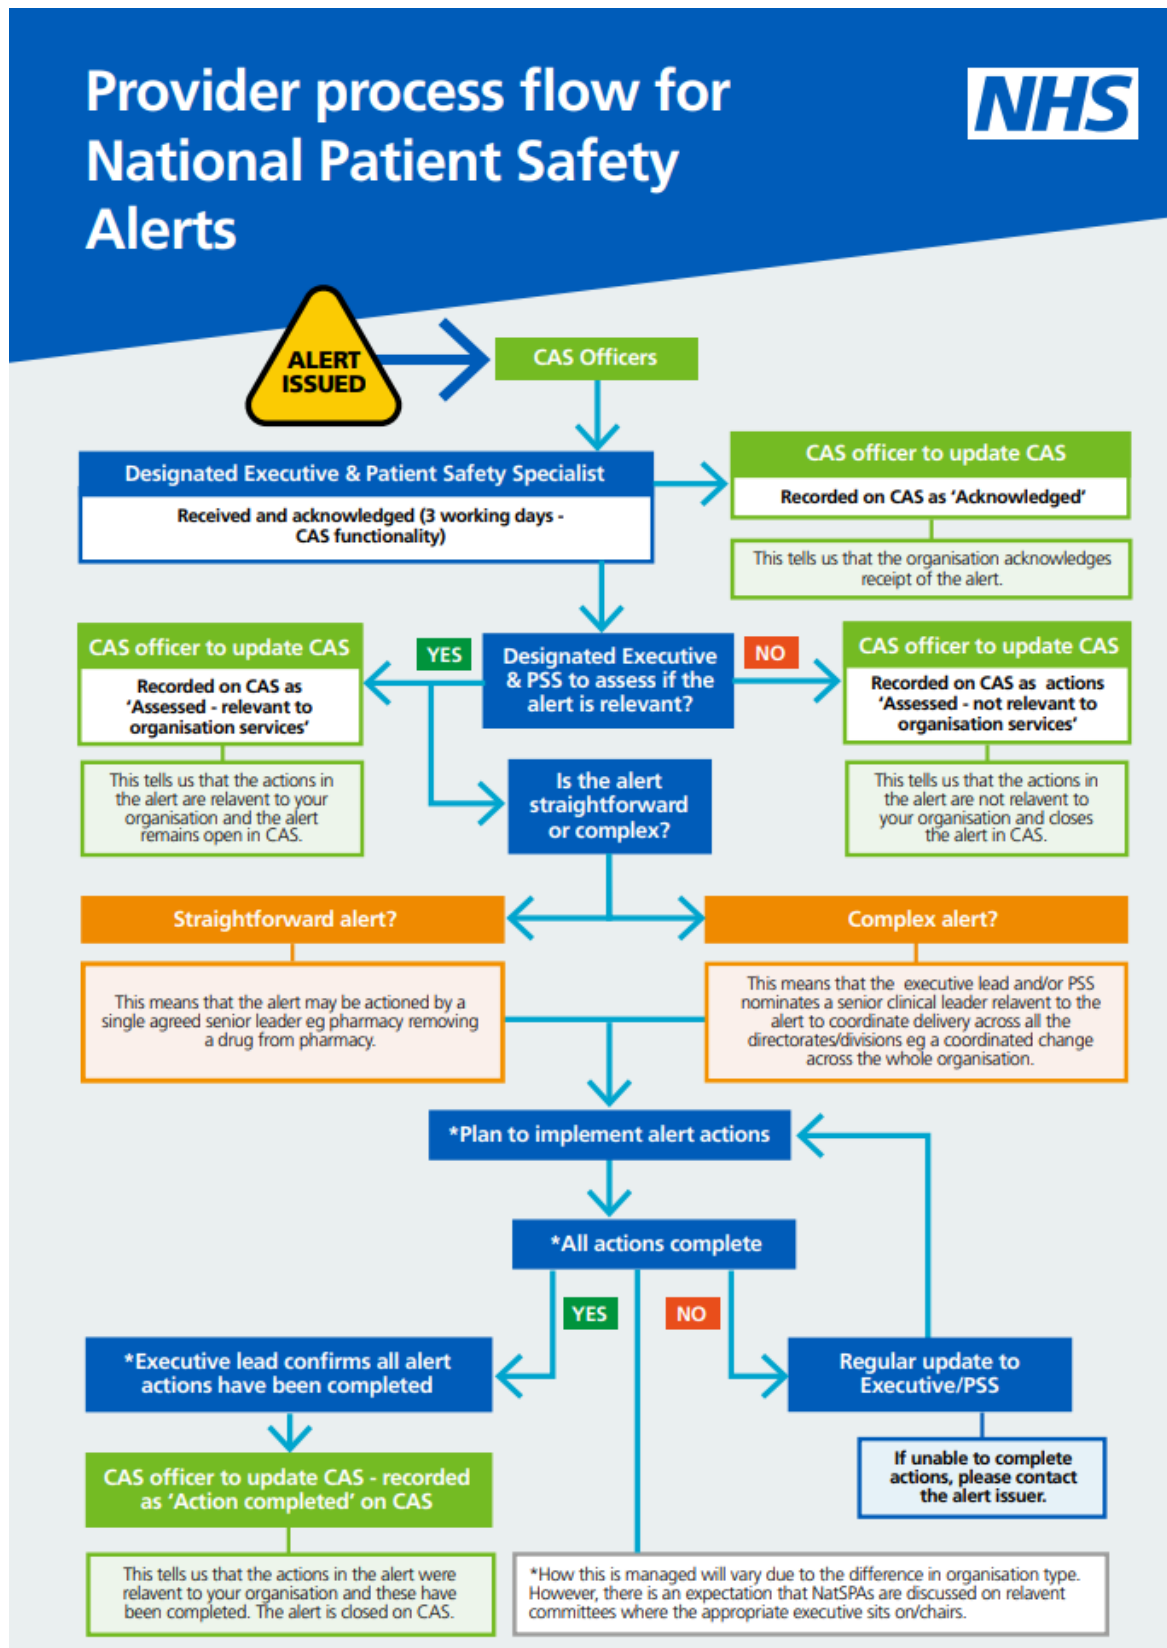 Provider process flow for
National Patient Safety
Alerts
NHS
ALERT
ISSUED
CAS Officers
Designated Executive & Patient Safety Specialist
Received and acknowledged (3 working days -
CAS functionality)
CAS officer to update CAS
Recorded on CAS as ‘Acknowledged’
This tells us that the organisation acknowledges
receipt of the alert.
CAS officer to update CAS
Recorded on CAS as
‘Assessed - relevant to
organisation services’
This tells us that the actions in
the alert are relavent to your
organisation and the alert
remains open in CAS.
YES
Designated Executive
& PSS to assess if the
alert is relevant?
NO
CAS officer to update CAS
Recorded on CAS as actions
‘Assessed - not relevant to
organisation services’
This tells us that the actions in
the alert are not relavent to
your organisation and closes
the alert in CAS.
Is the alert
straightforward
or complex?
Straightforward alert?
This means that the alert may be actioned by a
single agreed senior leader eg pharmacy removing
a drug from pharmacy.
Complex alert?
This means that the executive lead and/or PSS
nominates a senior clinical leader relavent to the
alert to coordinate delivery across all the
directorates/divisions eg a coordinated change
across the whole organisation.
*Plan to implement alert actions
*All actions complete
YES
NO
*Executive lead confirms all alert
actions have been completed
Regular update to
Executive/PSS
If unable to complete
actions, please contact
the alert issuer.
CAS officer to update CAS - recorded
as ‘Action completed’ on CAS
This tells us that the actions in the alert were
relavent to your organisation and these have
been completed. The alert is closed on CAS.
*How this is managed will vary due to the difference in organisation type.
However, there is an expectation that NatSPAs are discussed on relavent
committees where the appropriate executive sits on/chairs.